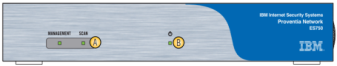 IBM Internet Security Systems
Proventia Network
ES750
MANAGEMENT SCAN
A
B
IBM